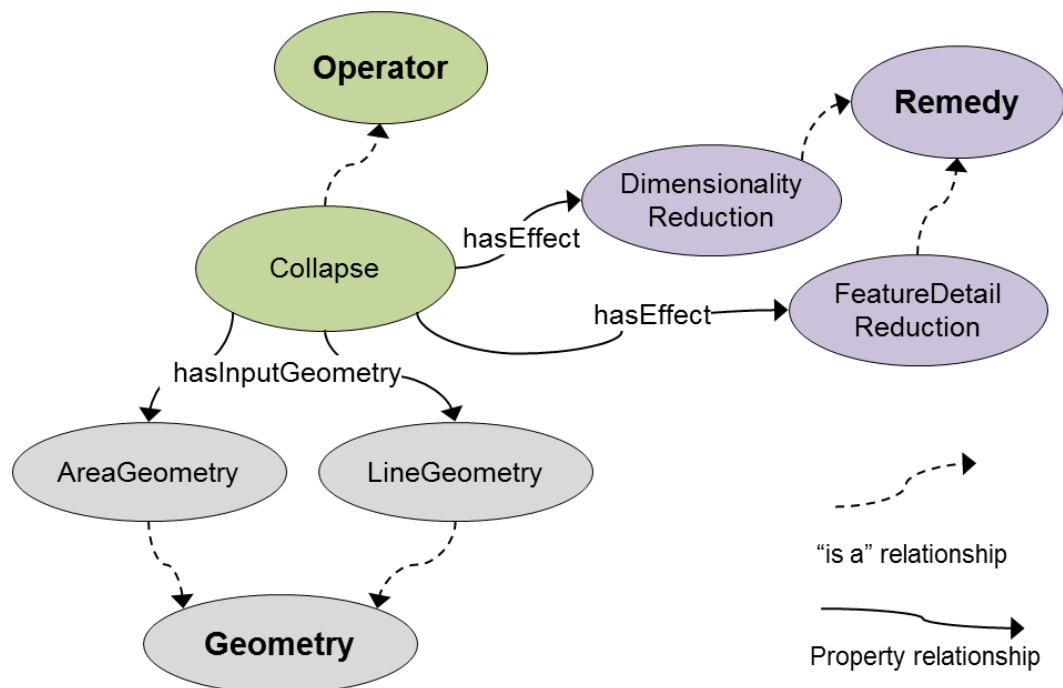 Operator
Remedy
Dimensionality
Reduction
hasEffect
Collapse
FeatureDetail
Reduction
hasEffect
hasInputGeometry
AreaGeometry
LineGeometry
“is a” relationship
Geometry
Property relationship